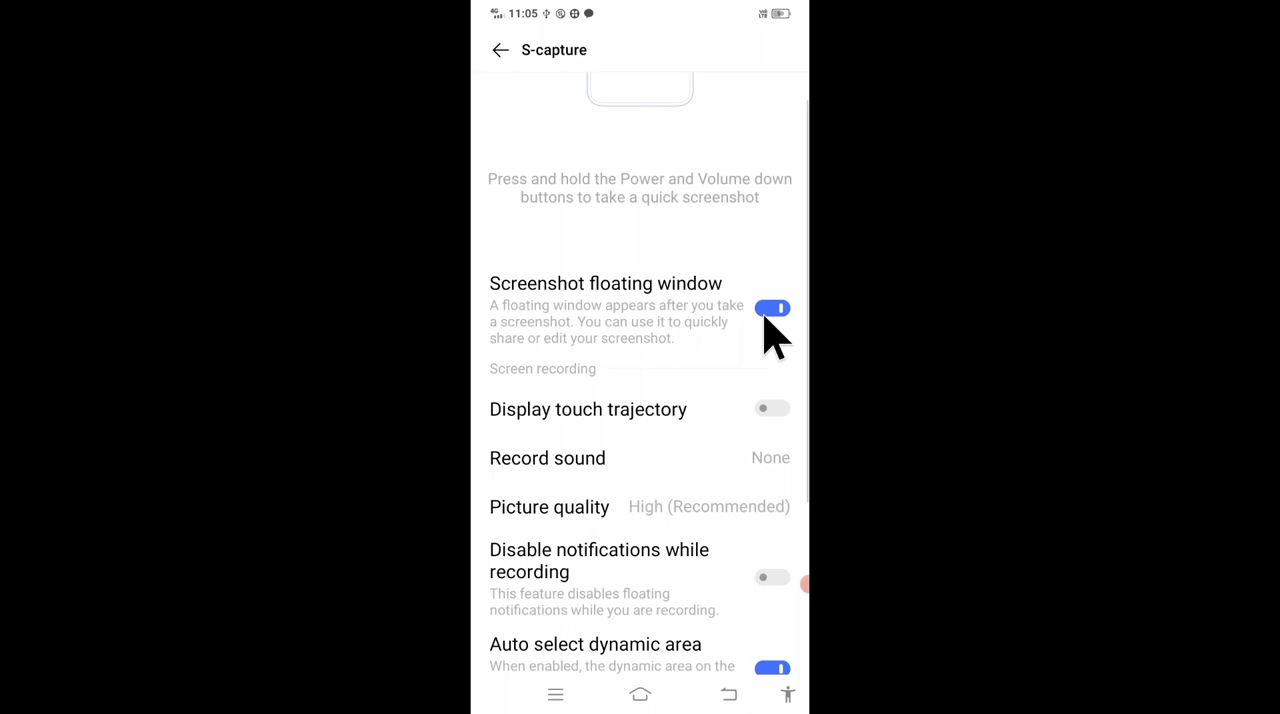 4G 11:05
VoI LTE
S-capture
Press and hold the Power and Volume down
buttons to take a quick screenshot
Screenshot floating window
A floating window appears after you take
a screenshot. You can use it to quickly
share or edit your screenshot.
Screen recording
Display touch trajectory
Record sound None
Picture quality High (Recommended)
Disable notifications while
recording
This feature disables floating
notifications while you are recording.
Auto select dynamic area
When enabled, the dynamic area on the